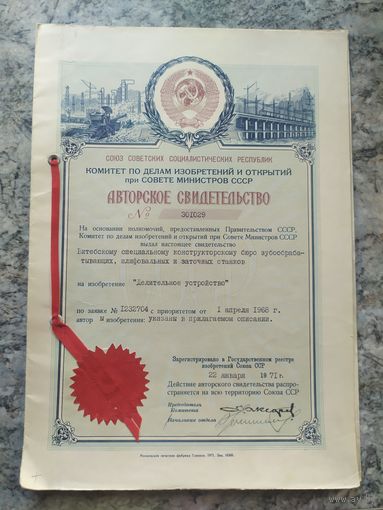 СОЮЗ СОВЕТСКИХ СОЦИАЛИСТИЧЕСКИХ РЕСПУБЛИК
КОМИТЕТ ПО ДЕЛАМ ИЗОБРЕТЕНИЙ И ОТКРЫТИЙ
ПРИ СОВЕТЕ МИНИСТРОВ СССР
АВТОРСКОЕ СВИДЕТЕЛЬСТВО
№ 301029
На основании полномочий, предоставленных Правительством СССР,
Комитет по делам изобретений и открытий при Совете Министров СССР
выдал настоящее свидетельство
Витебскому специальному конструкторскому бюро зубообраба-
тывающих, шлифовальных и заточных станков
на изобретение "Делительное устройство"
по заявке № 1232704 с приоритетом от 1 апреля 1968 г.
автор ы изобретения: указаны в прилагаемом описании.
Зарегистрировано в Государственном реестре
изобретений Союза ССР
22 января 1971г.
Действие авторского свидетельства распро-
страняется на всю территорию Союза ССР
Председатель
Комитета
Начальник отдела